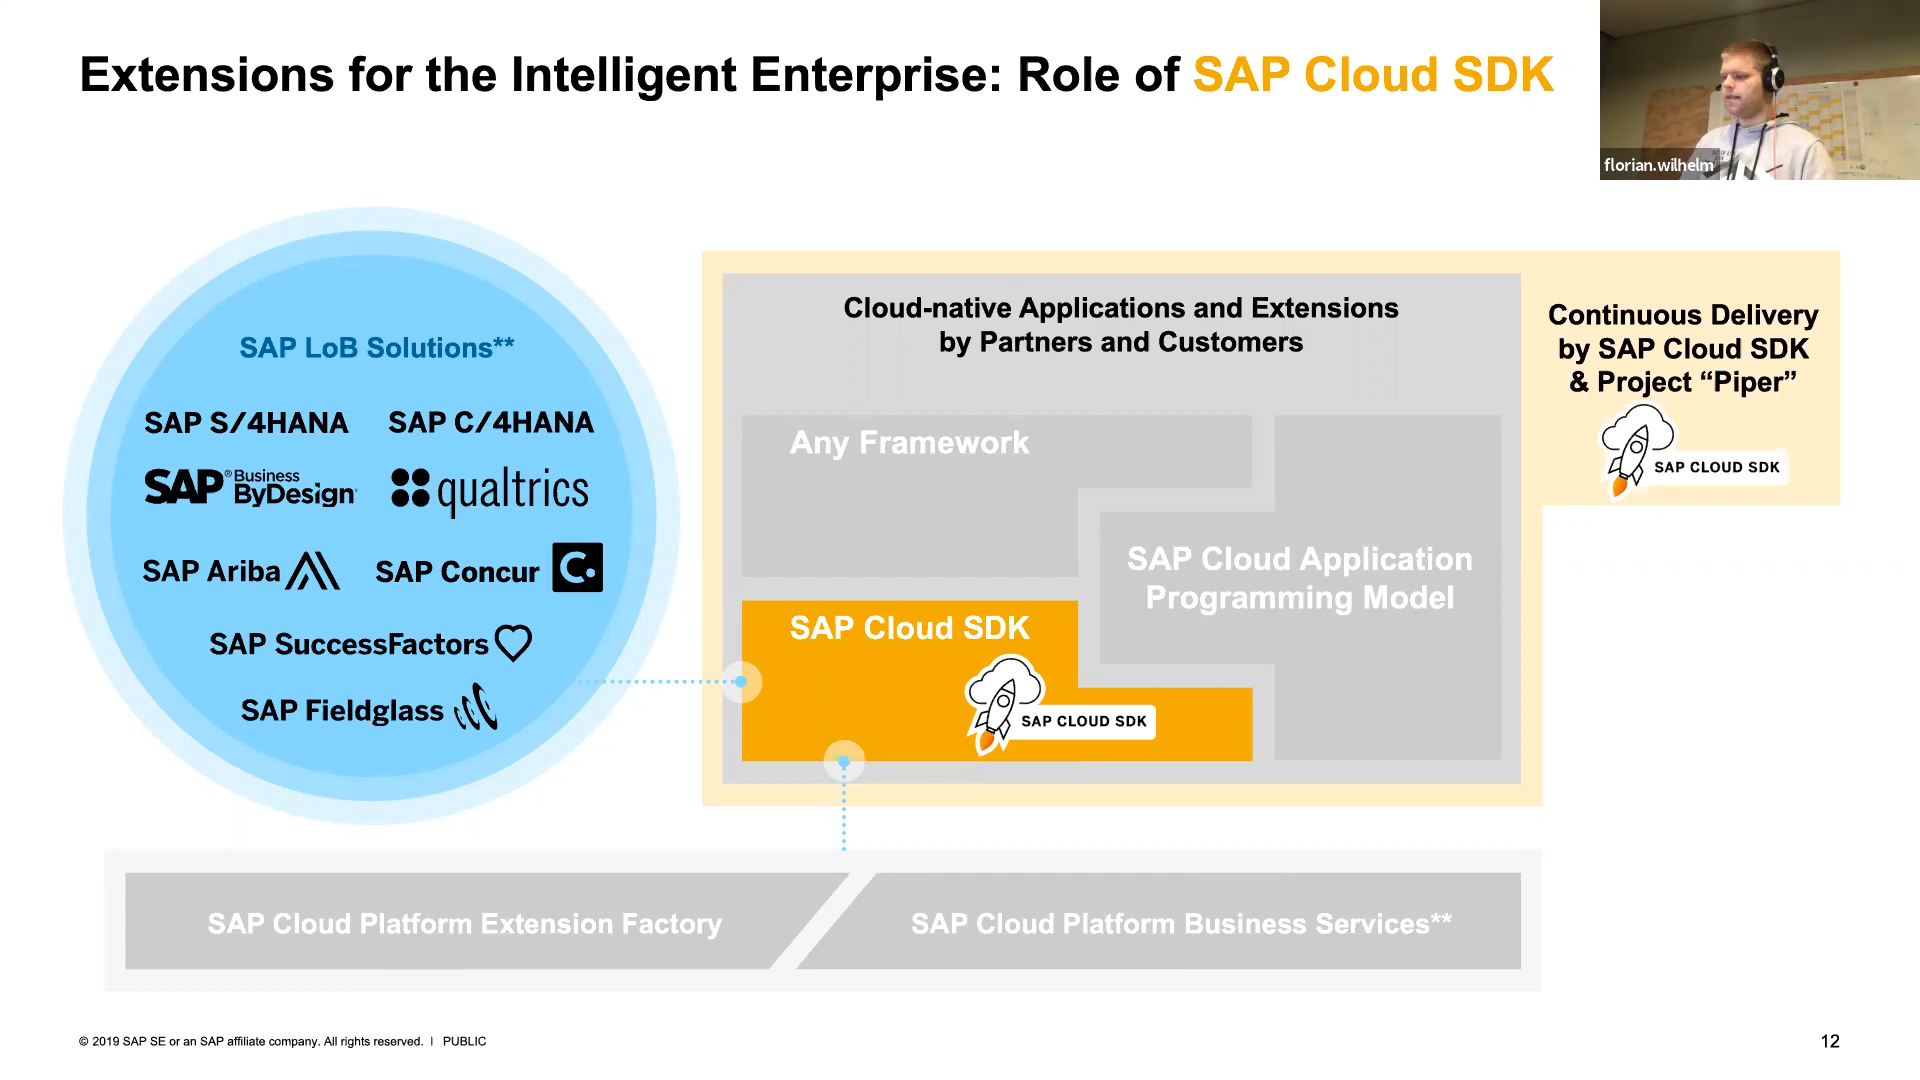 Extensions for the Intelligent Enterprise: Role of SAP Cloud SDK
florian.wilhelm
SAP LoB Solutions**
SAP S/4HANA
SAP C/4HANA
SAP® Business ByDesign
qualtrics
SAP Ariba
SAP Concur C.
SAP SuccessFactors
SAP Fieldglass
Cloud-native Applications and Extensions
by Partners and Customers
Any Framework
SAP Cloud Application
Programming Model
SAP Cloud SDK
SAP CLOUD SDK
Continuous Delivery
by SAP Cloud SDK
& Project “Piper”
SAP CLOUD SDK
SAP Cloud Platform Extension Factory
SAP Cloud Platform Business Services**
© 2019 SAP SE or an SAP affiliate company. All rights reserved. | PUBLIC
12